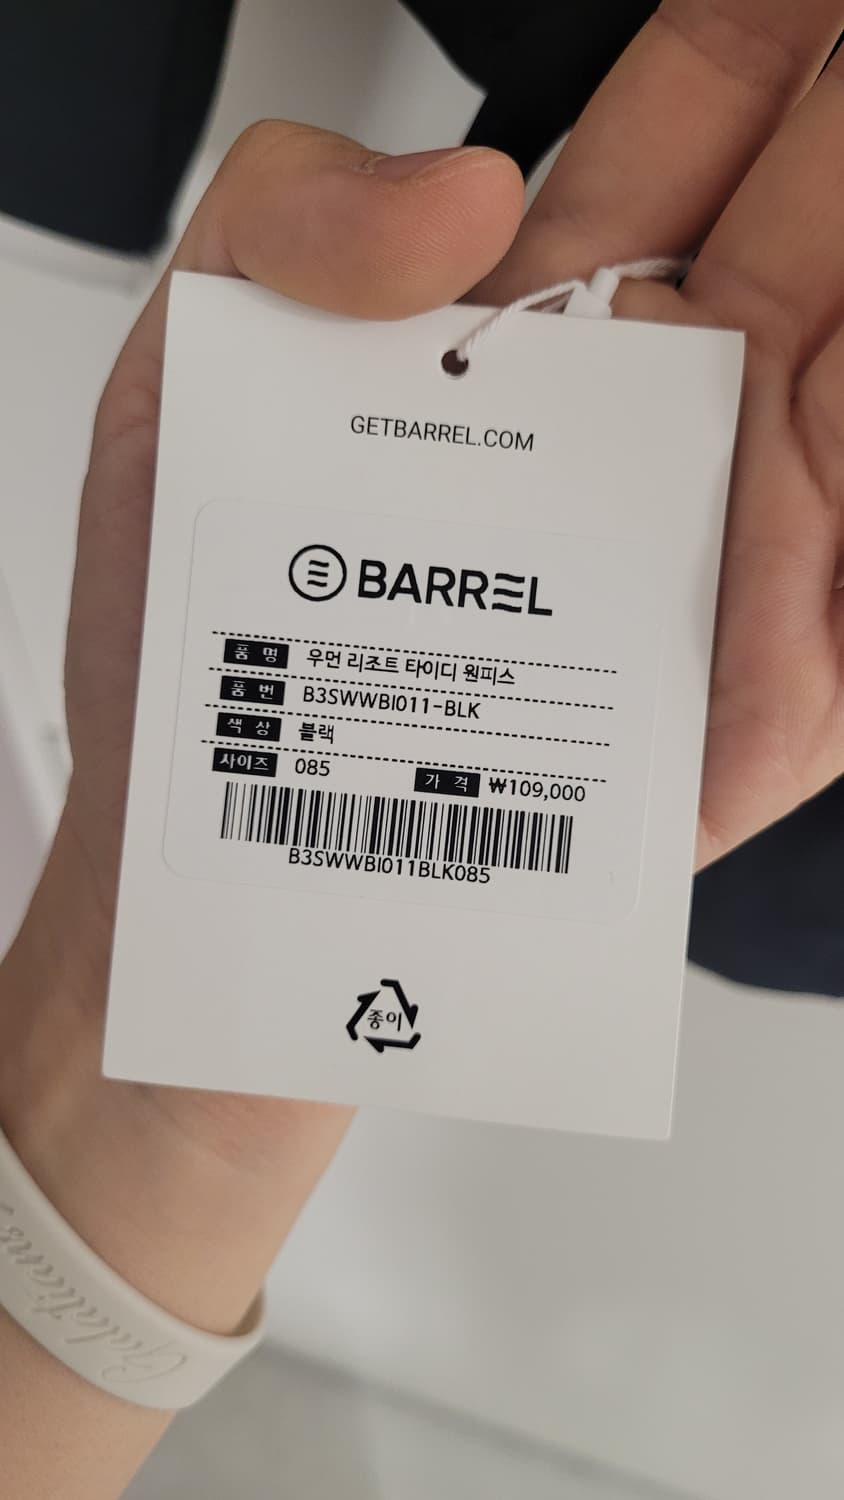 GETBARREL.COM
BARREL
품 명 우먼 리조트 타이디 원피스
품 번 B3SWWBI011-BLK
색 상 블랙
사이즈 085 가 격 ₩109,000
B3SWWBI011BLK085
종이
Galatians